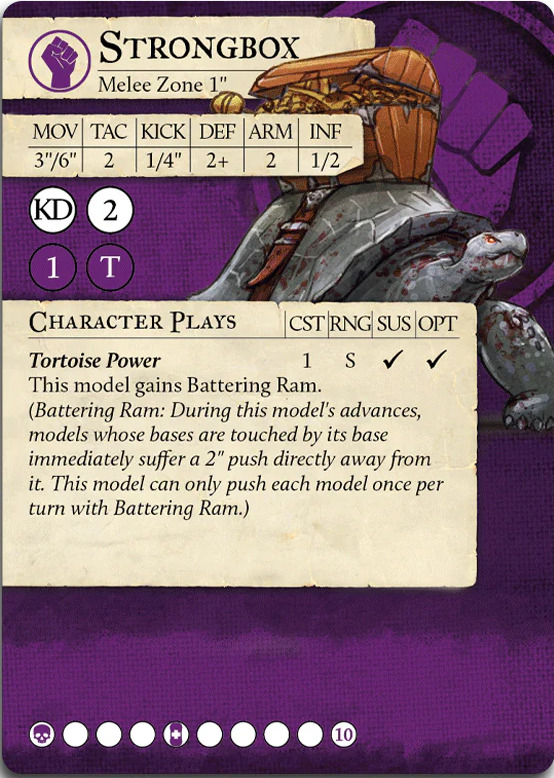 STRONGBOX
Melee Zone 1"
MOV TAC KICK DEF ARM INF
3"/6" 2 1/4" 2+ 2 1/2
KD 2
1 T
CHARACTER PLAYS CST RNG SUS OPT
Tortoise Power 1 S ✓ ✓
This model gains Battering Ram.
(Battering Ram: During this model's advances,
models whose bases are touched by its base
immediately suffer a 2" push directly away from
it. This model can only push each model once per
turn with Battering Ram.)
10